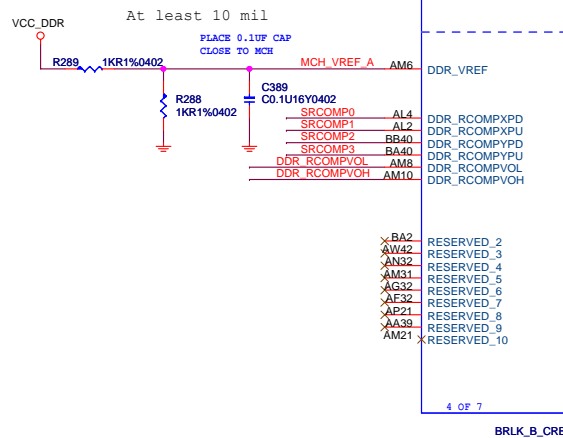 At least 10 mil
VCC_DDR
PLACE 0.1UF CAP
CLOSE TO MCH
R289
1KR1%0402
MCH_VREF_A
AM6
DDR_VREF
R288
1KR1%0402
C389
C0.1U16Y0402
SRCOMP0
AL4
DDR_RCOMPXPD
SRCOMP1
AL2
DDR_RCOMPXPU
SRCOMP2
BB40
DDR_RCOMPYPD
SRCOMP3
BA40
DDR_RCOMPYPU
DDR_RCOMPVOL
AM8
DDR_RCOMPVOL
DDR_RCOMPVOH
AM10
DDR_RCOMPVOH
BA2
RESERVED_2
AW42
RESERVED_3
AN32
RESERVED_4
AM31
RESERVED_5
AG32
RESERVED_6
AF32
RESERVED_7
AP21
RESERVED_8
AA39
RESERVED_9
AM21
RESERVED_10
4 OF 7